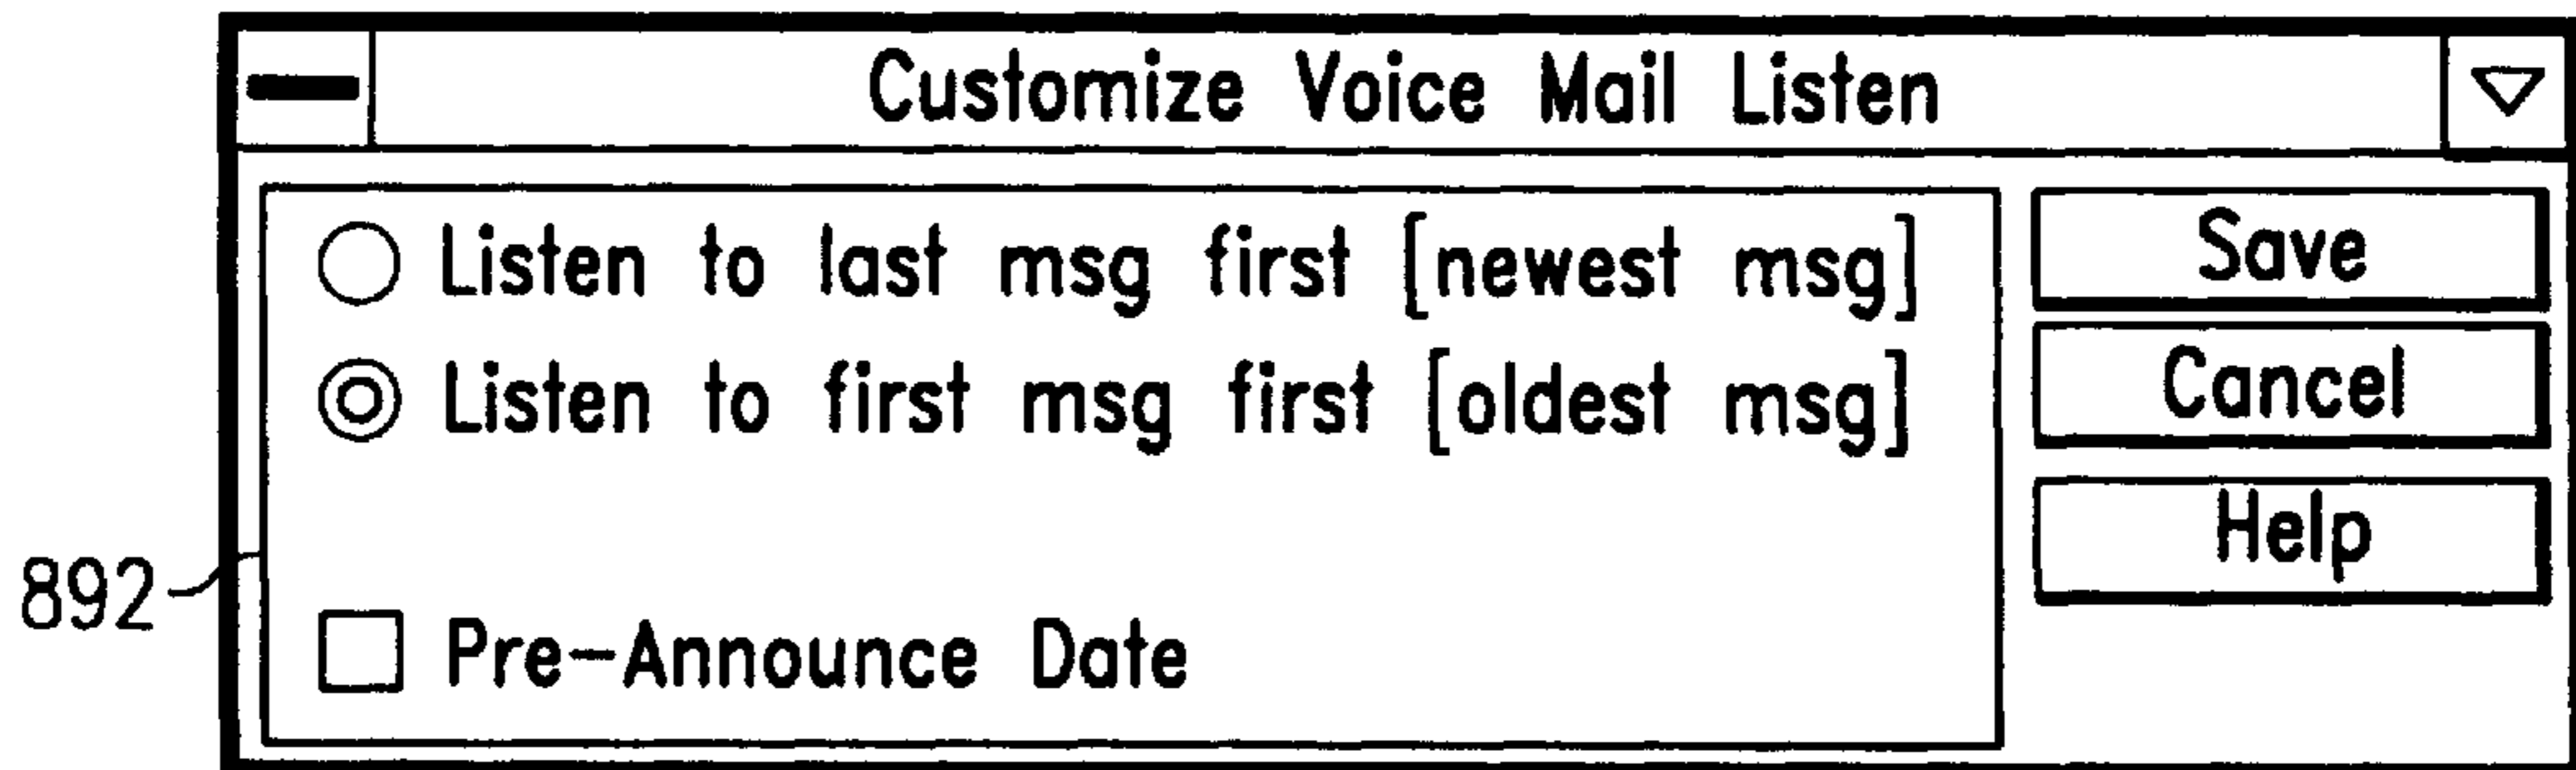 Customize Voice Mail Listen
Listen to last msg first [newest msg]
Listen to first msg first [oldest msg]
Pre-Announce Date
Save
Cancel
Help
892